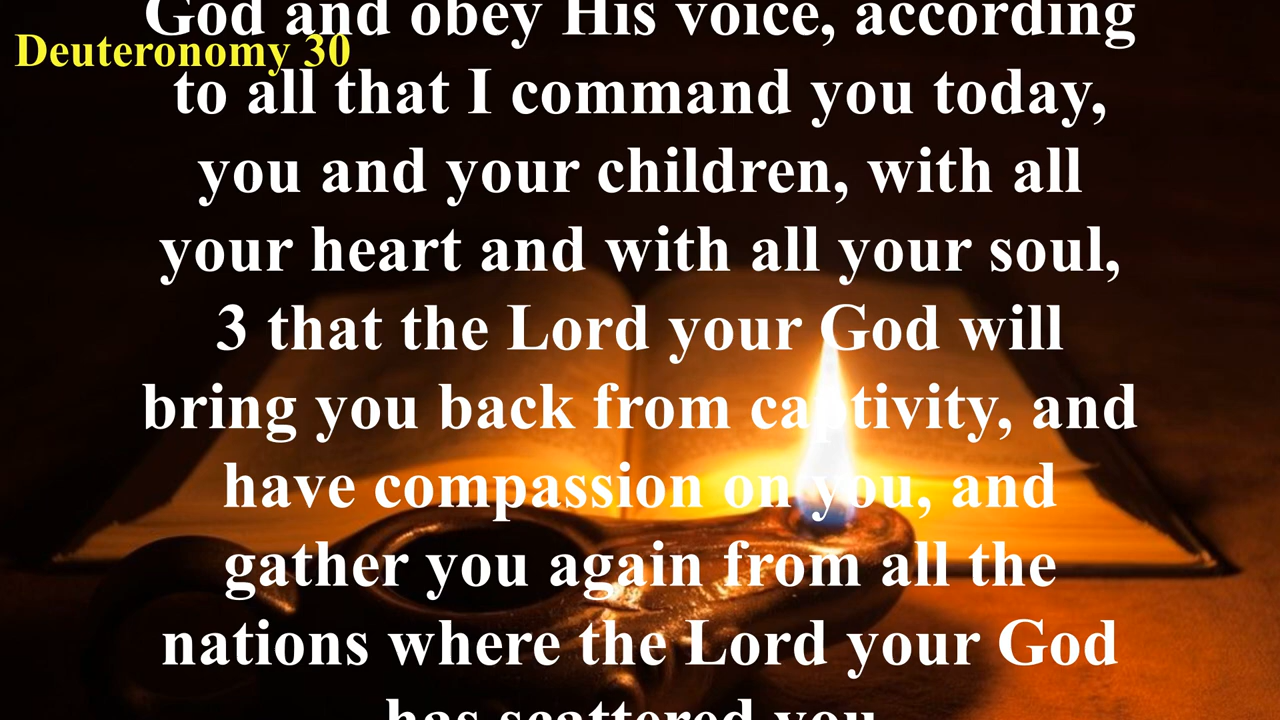 God and obey His voice, according
Deuteronomy 30
to all that I command you today,
you and your children, with all
your heart and with all your soul,
3 that the Lord your God will
bring you back from captivity, and
have compassion on you, and
gather you again from all the
nations where the Lord your God
has scattered you.